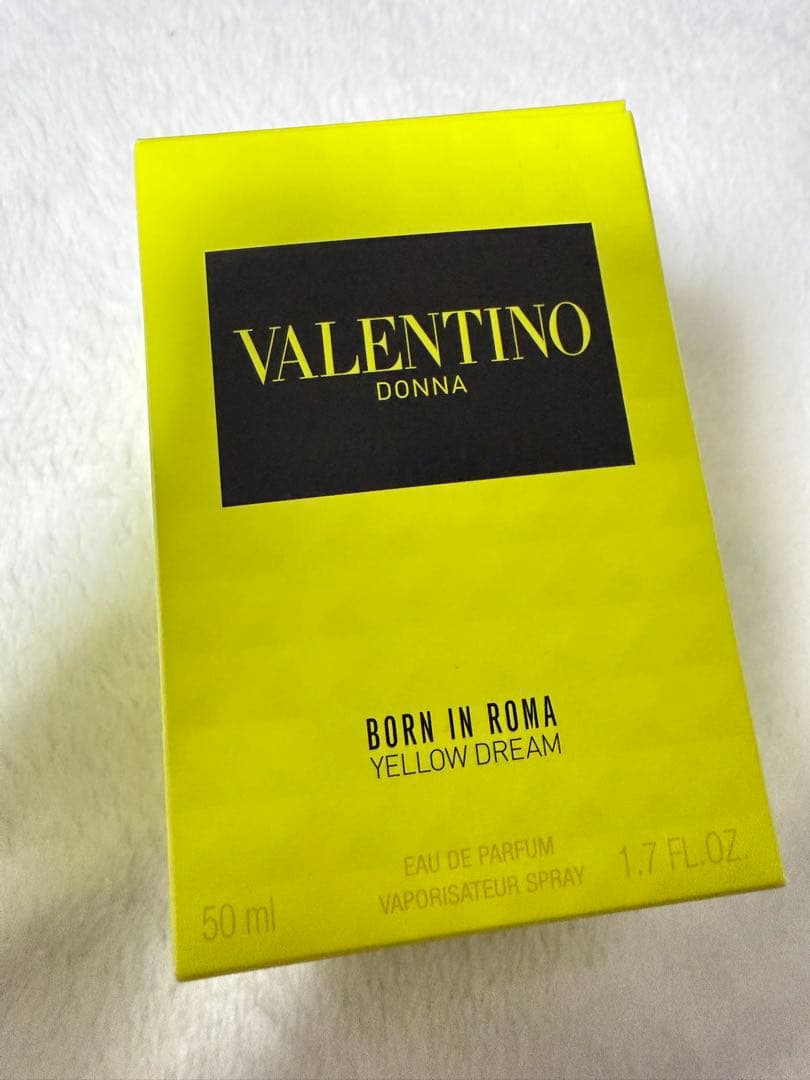 VALENTINO
DONNA
BORN IN ROMA
YELLOW DREAM
EAU DE PARFUM
VAPORISATEUR SPRAY
50 ml
1.7 FL.OZ.